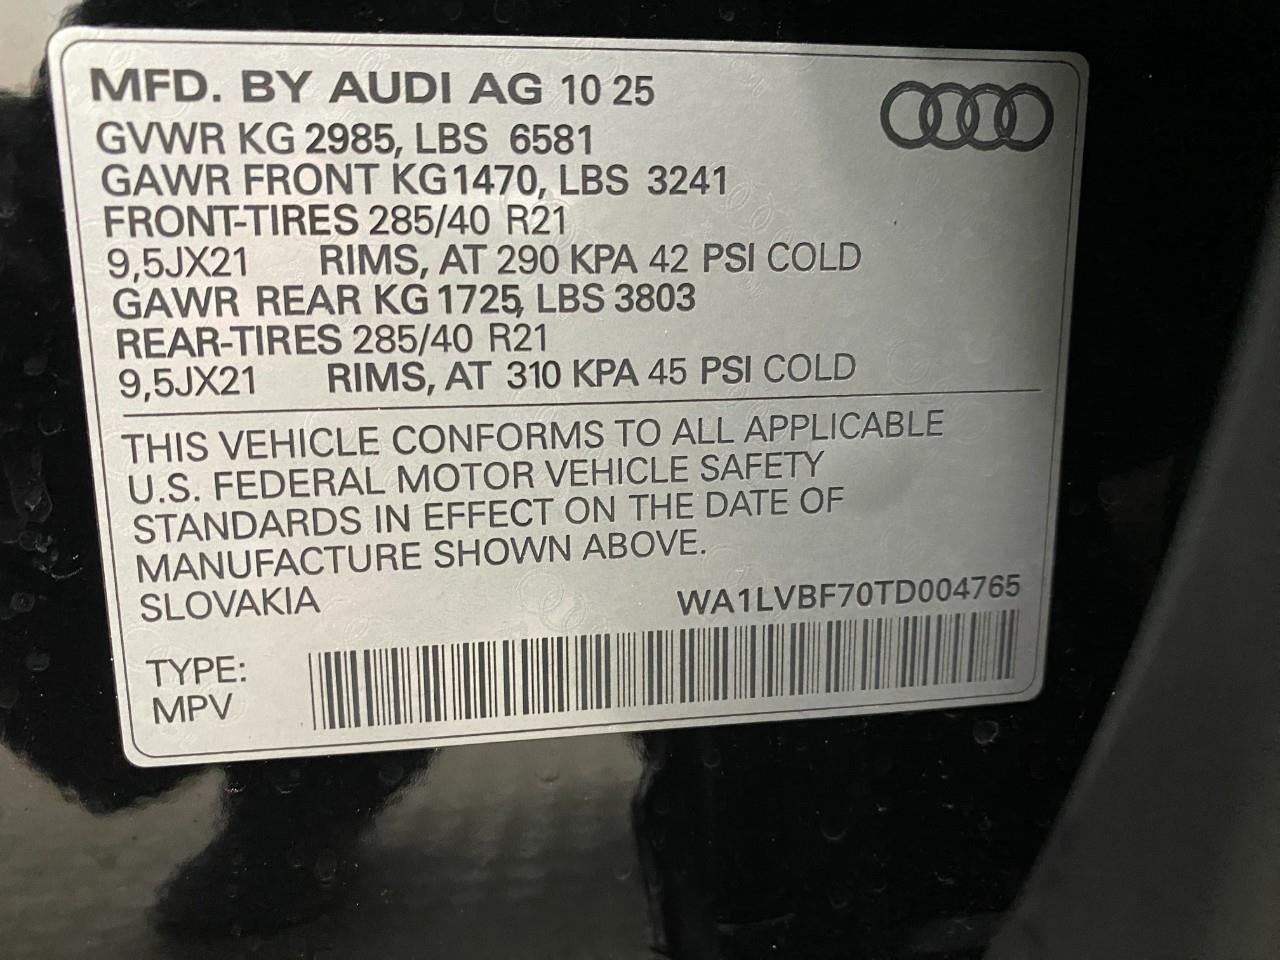 MFD. BY AUDI AG 10 25
GVWR KG 2985, LBS 6581
GAWR FRONT KG 1470, LBS 3241
FRONT-TIRES 285/40 R21
9,5JX21 RIMS, AT 290 KPA 42 PSI COLD
GAWR REAR KG 1725, LBS 3803
REAR-TIRES 285/40 R21
9,5JX21 RIMS, AT 310 KPA 45 PSI COLD
THIS VEHICLE CONFORMS TO ALL APPLICABLE
U.S. FEDERAL MOTOR VEHICLE SAFETY
STANDARDS IN EFFECT ON THE DATE OF
MANUFACTURE SHOWN ABOVE.
SLOVAKIA WA1LVBF70TD004765
TYPE:
MPV